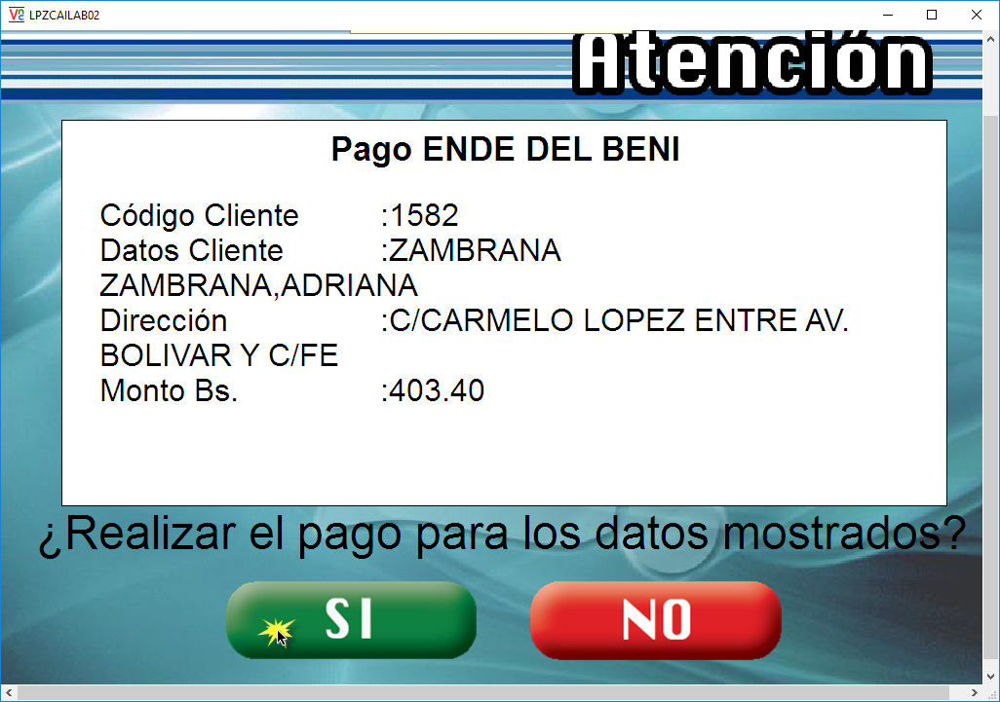 LPZCAILAB02
Atención
Pago ENDE DEL BENI
Código Cliente :1582
Datos Cliente :ZAMBRANA
ZAMBRANA,ADRIANA
Dirección :C/CARMELO LOPEZ ENTRE AV.
BOLIVAR Y C/FE
Monto Bs. :403.40
¿Realizar el pago para los datos mostrados?
SI NO